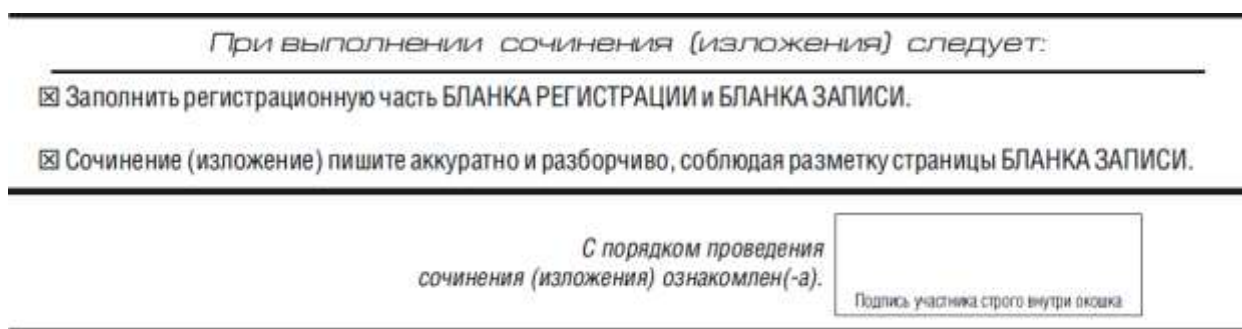 При выполнении сочинения (изложения) следует:
☒ Заполнить регистрационную часть БЛАНКА РЕГИСТРАЦИИ и БЛАНКА ЗАПИСИ.
☒ Сочинение (изложение) пишите аккуратно и разборчиво, соблюдая разметку страницы БЛАНКА ЗАПИСИ.
С порядком проведения
сочинения (изложения) ознакомлен(-а).
Подпись участника строго внутри окошка